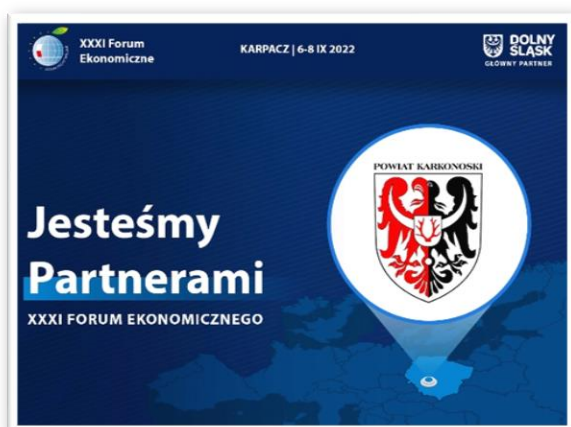 XXXI Forum
Ekonomiczne
KARPACZ | 6-8 IX 2022
DOLNY
ŚLĄSK
GŁÓWNY PARTNER
POWIAT KARKONOSKI
Jesteśmy
Partnerami
XXXI FORUM EKONOMICZNEGO